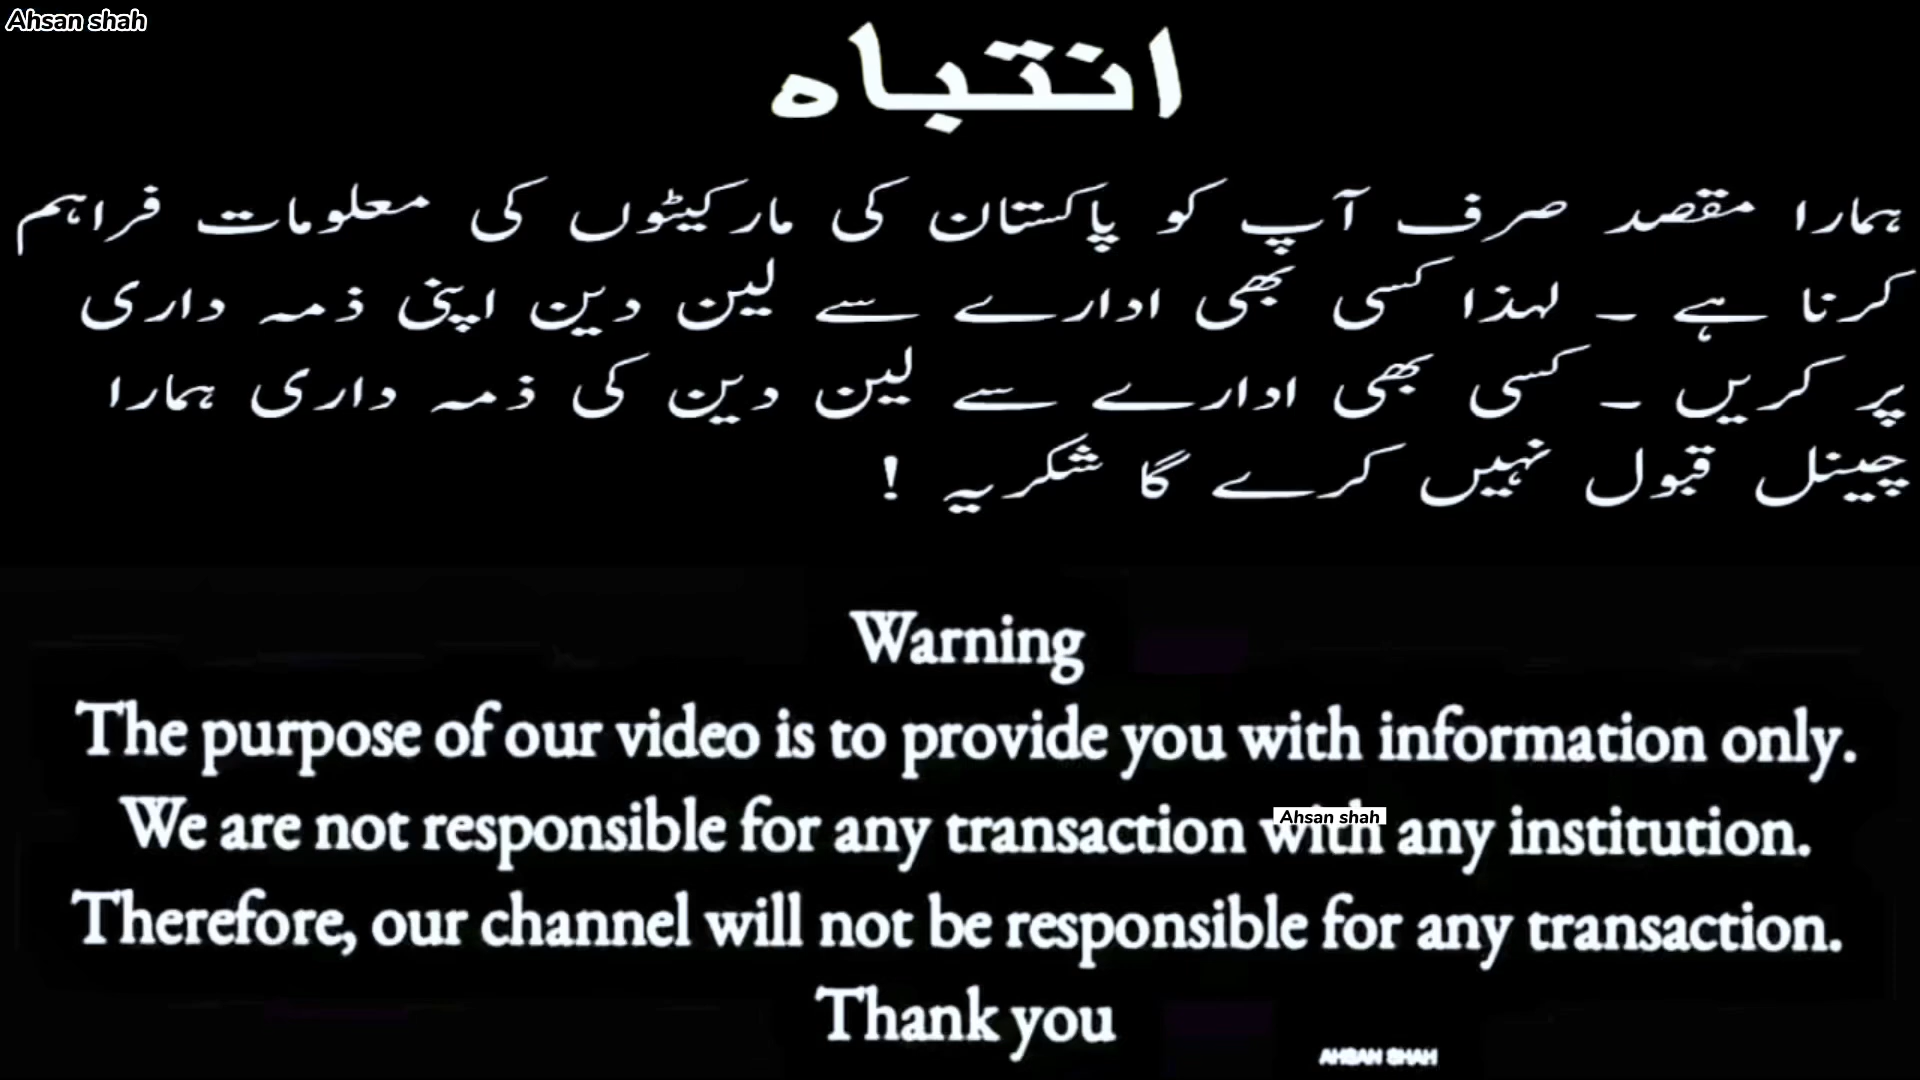 Ahsan shah
انتباہ
ہمارا مقصد صرف آپ کو پاکستان کی مارکیٹوں کی معلومات فراہم
کرنا ہے ۔ لہذا کسی بھی ادارے سے لین دین اپنی ذمہ داری
پر کریں ۔ کسی بھی ادارے سے لین دین کی ذمہ داری ہمارا
چینل قبول نہیں کرے گا شکریہ !
Warning
The purpose of our video is to provide you with information only.
Ahsan shah
We are not responsible for any transaction with any institution.
Therefore, our channel will not be responsible for any transaction.
Thank you
AHSAN SHAH